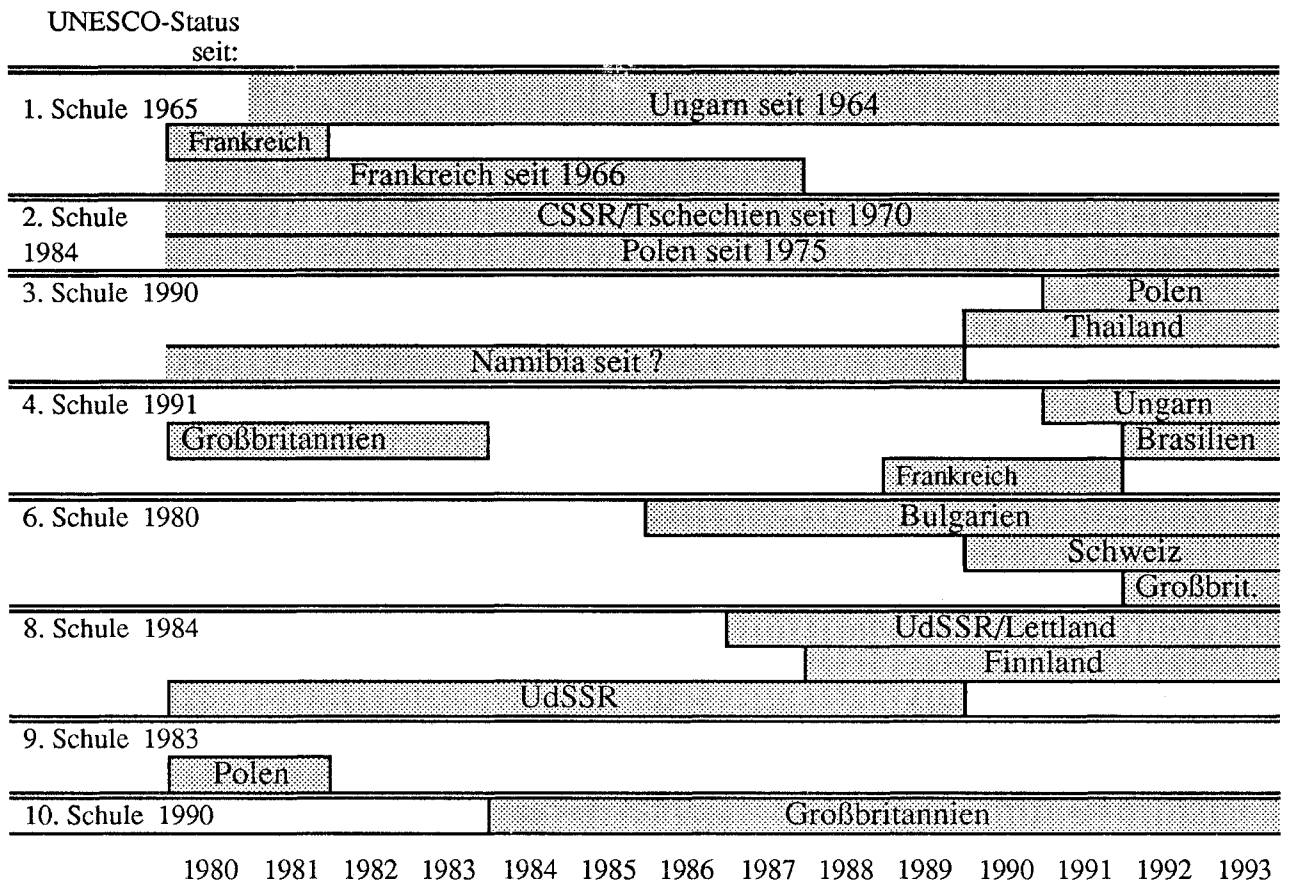 UNESCO-Status
seit:
1. Schule 1965
Ungarn seit 1964
Frankreich
Frankreich seit 1966
2. Schule
1984
CSSR/Tschechien seit 1970
Polen seit 1975
3. Schule 1990
Polen
Thailand
Namibia seit ?
4. Schule 1991
Ungarn
Großbritannien
Brasilien
Frankreich
6. Schule 1980
Bulgarien
Schweiz
Großbrit.
8. Schule 1984
UdSSR/Lettland
Finnland
UdSSR
9. Schule 1983
Polen
10. Schule 1990
Großbritannien
1980 1981 1982 1983 1984 1985 1986 1987 1988 1989 1990 1991 1992 1993